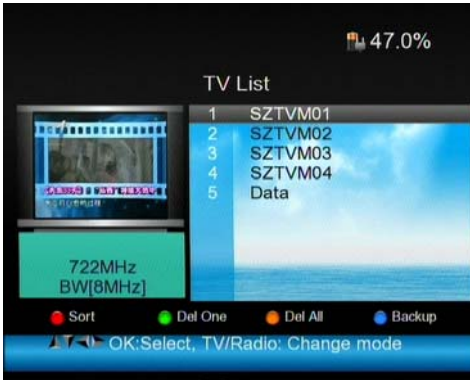 47.0%
TV List
1 SZTVM01
2 SZTVM02
3 SZTVM03
4 SZTVM04
5 Data
722MHz
BW[8MHz]
Sort
Del One
Del All
Backup
OK:Select, TV/Radio: Change mode